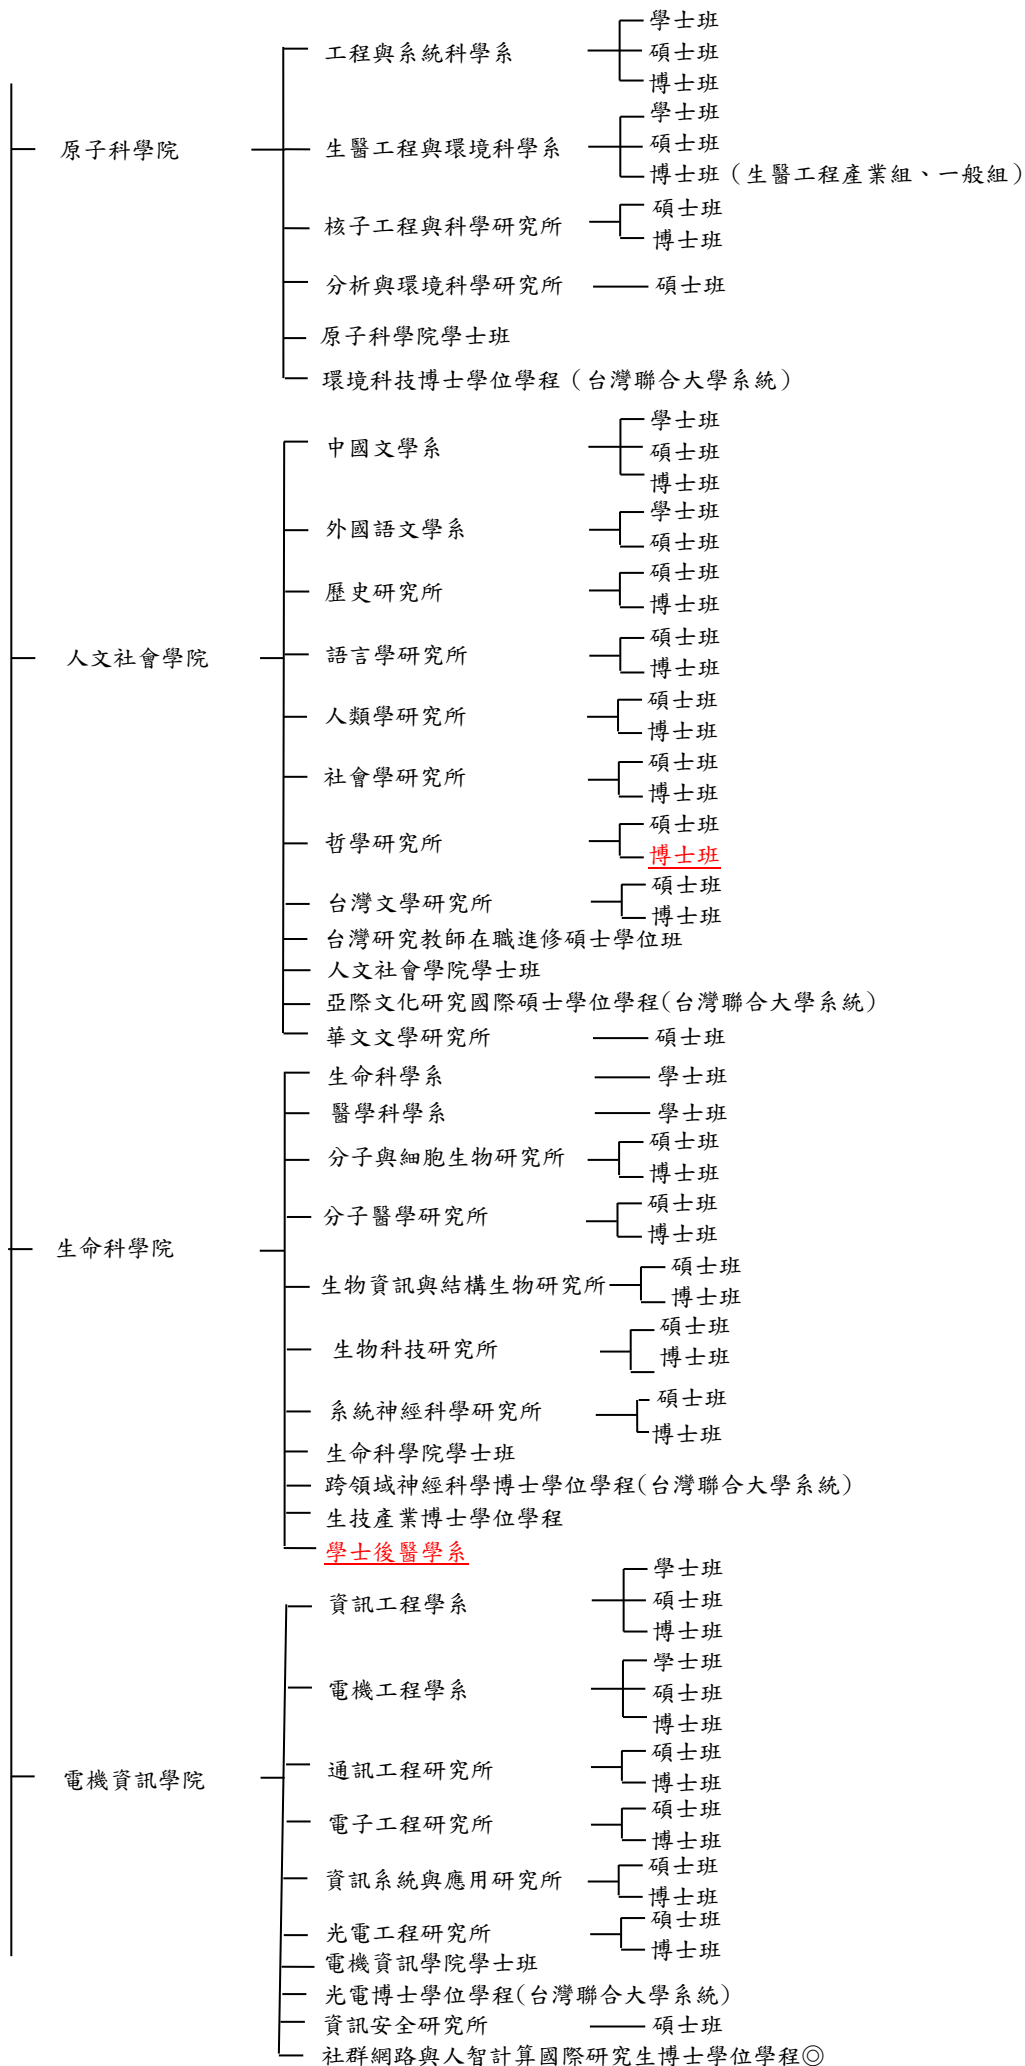 原子科學院
工程與系統科學系
學士班
碩士班
博士班
生醫工程與環境科學系
學士班
碩士班
博士班（生醫工程產業組、一般組）
核子工程與科學研究所
碩士班
博士班
分析與環境科學研究所
碩士班
原子科學院學士班
環境科技博士學位學程（台灣聯合大學系統）
人文社會學院
中國文學系
學士班
碩士班
博士班
外國語文學系
學士班
碩士班
歷史研究所
碩士班
博士班
語言學研究所
碩士班
博士班
人類學研究所
碩士班
博士班
社會學研究所
碩士班
博士班
哲學研究所
碩士班
博士班
台灣文學研究所
碩士班
博士班
台灣研究教師在職進修碩士學位班
人文社會學院學士班
亞際文化研究國際碩士學位學程(台灣聯合大學系統)
華文文學研究所
碩士班
生命科學院
生命科學系
學士班
醫學科學系
學士班
分子與細胞生物研究所
碩士班
博士班
分子醫學研究所
碩士班
博士班
生物資訊與結構生物研究所
碩士班
博士班
生物科技研究所
碩士班
博士班
系統神經科學研究所
碩士班
博士班
生命科學院學士班
跨領域神經科學博士學位學程(台灣聯合大學系統)
生技產業博士學位學程
學士後醫學系
電機資訊學院
資訊工程學系
學士班
碩士班
博士班
電機工程學系
學士班
碩士班
博士班
通訊工程研究所
碩士班
博士班
電子工程研究所
碩士班
博士班
資訊系統與應用研究所
碩士班
博士班
光電工程研究所
碩士班
博士班
電機資訊學院學士班
光電博士學位學程(台灣聯合大學系統)
資訊安全研究所
碩士班
社群網路與人智計算國際研究生博士學位學程◎